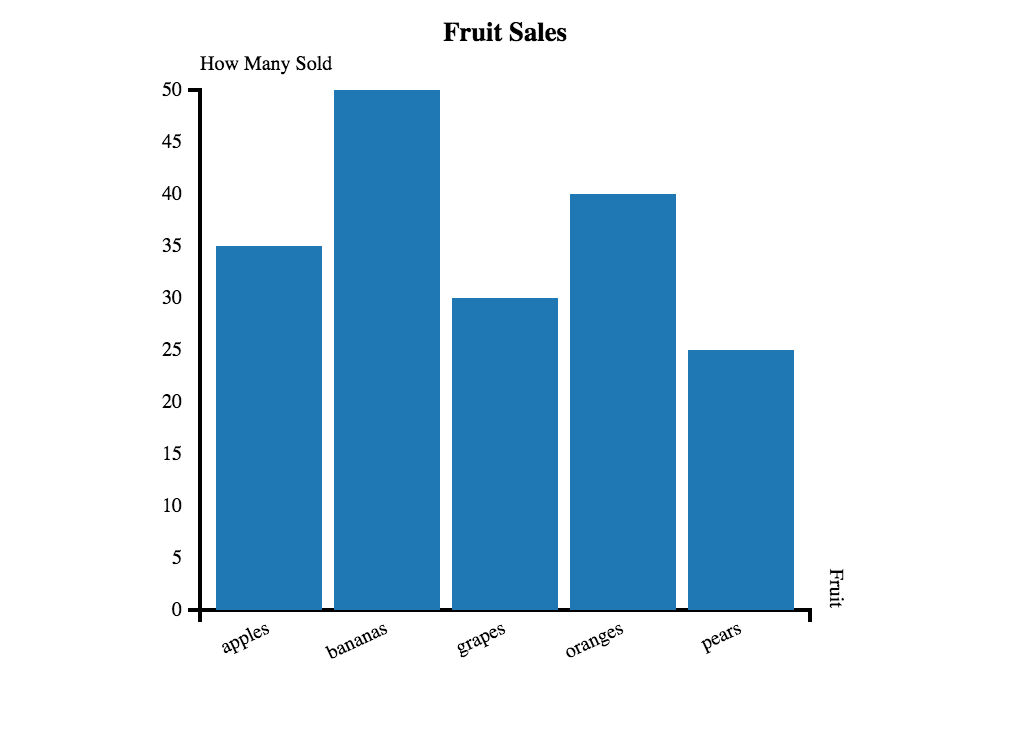 Fruit Sales
How Many Sold
50
45
40
35
30
25
20
15
10
5
0
apples
bananas
grapes
oranges
pears
Fruit